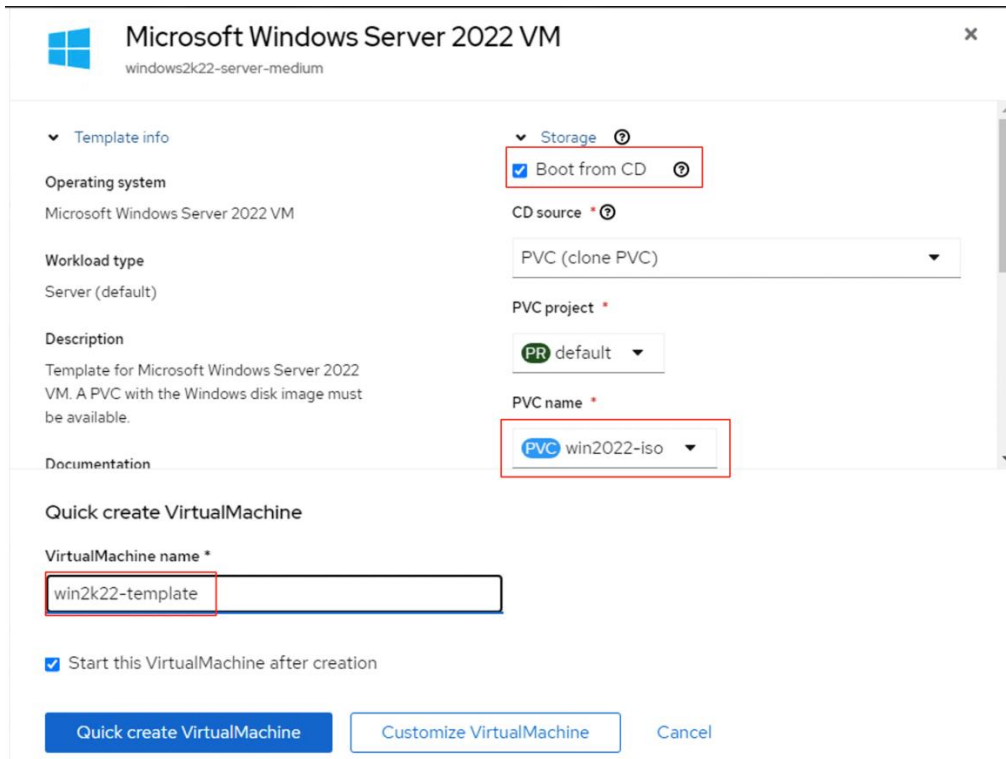 Microsoft Windows Server 2022 VM
windows2k22-server-medium
Template info
Operating system
Microsoft Windows Server 2022 VM
Workload type
Server (default)
Description
Template for Microsoft Windows Server 2022
VM. A PVC with the Windows disk image must
be available.
Documentation
Storage
Boot from CD
CD source *
PVC (clone PVC)
PVC project *
PR default
PVC name *
PVC win2022-iso
Quick create VirtualMachine
VirtualMachine name *
win2k22-template
Start this VirtualMachine after creation
Quick create VirtualMachine
Customize VirtualMachine
Cancel